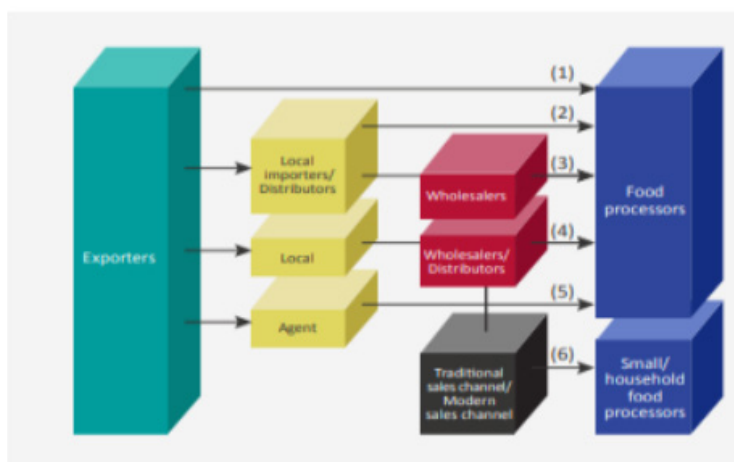 (1)
(2)
Local
importers/
Distributors
(3)
Wholesalers
Food
processors
Exporters
Local
(4)
Wholesalers/
Distributors
(5)
Agent
(6)
Traditional
sales channel/
Modern
sales channel
Small/
household
food
processors